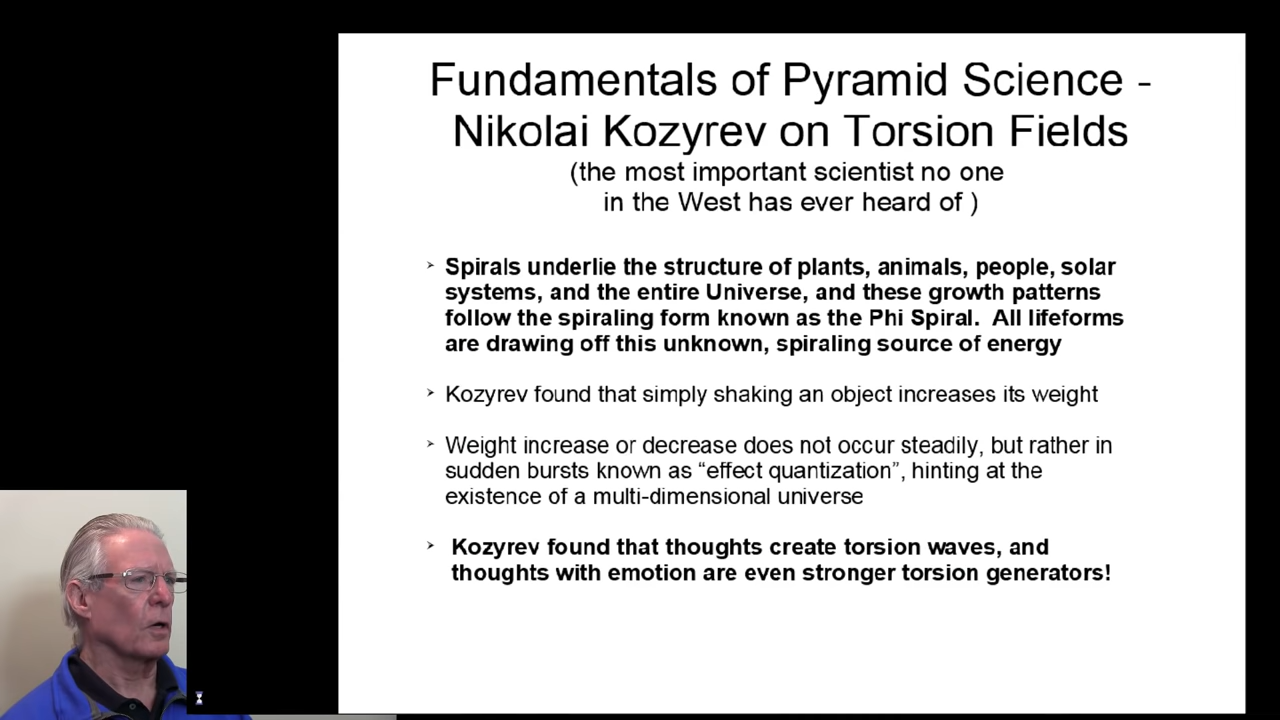 Fundamentals of Pyramid Science -
Nikolai Kozyrev on Torsion Fields
(the most important scientist no one
in the West has ever heard of )
Spirals underlie the structure of plants, animals, people, solar
systems, and the entire Universe, and these growth patterns
follow the spiraling form known as the Phi Spiral.  All lifeforms
are drawing off this unknown, spiraling source of energy
Kozyrev found that simply shaking an object increases its weight
Weight increase or decrease does not occur steadily, but rather in
sudden bursts known as “effect quantization”, hinting at the
existence of a multi-dimensional universe
Kozyrev found that thoughts create torsion waves, and
thoughts with emotion are even stronger torsion generators!